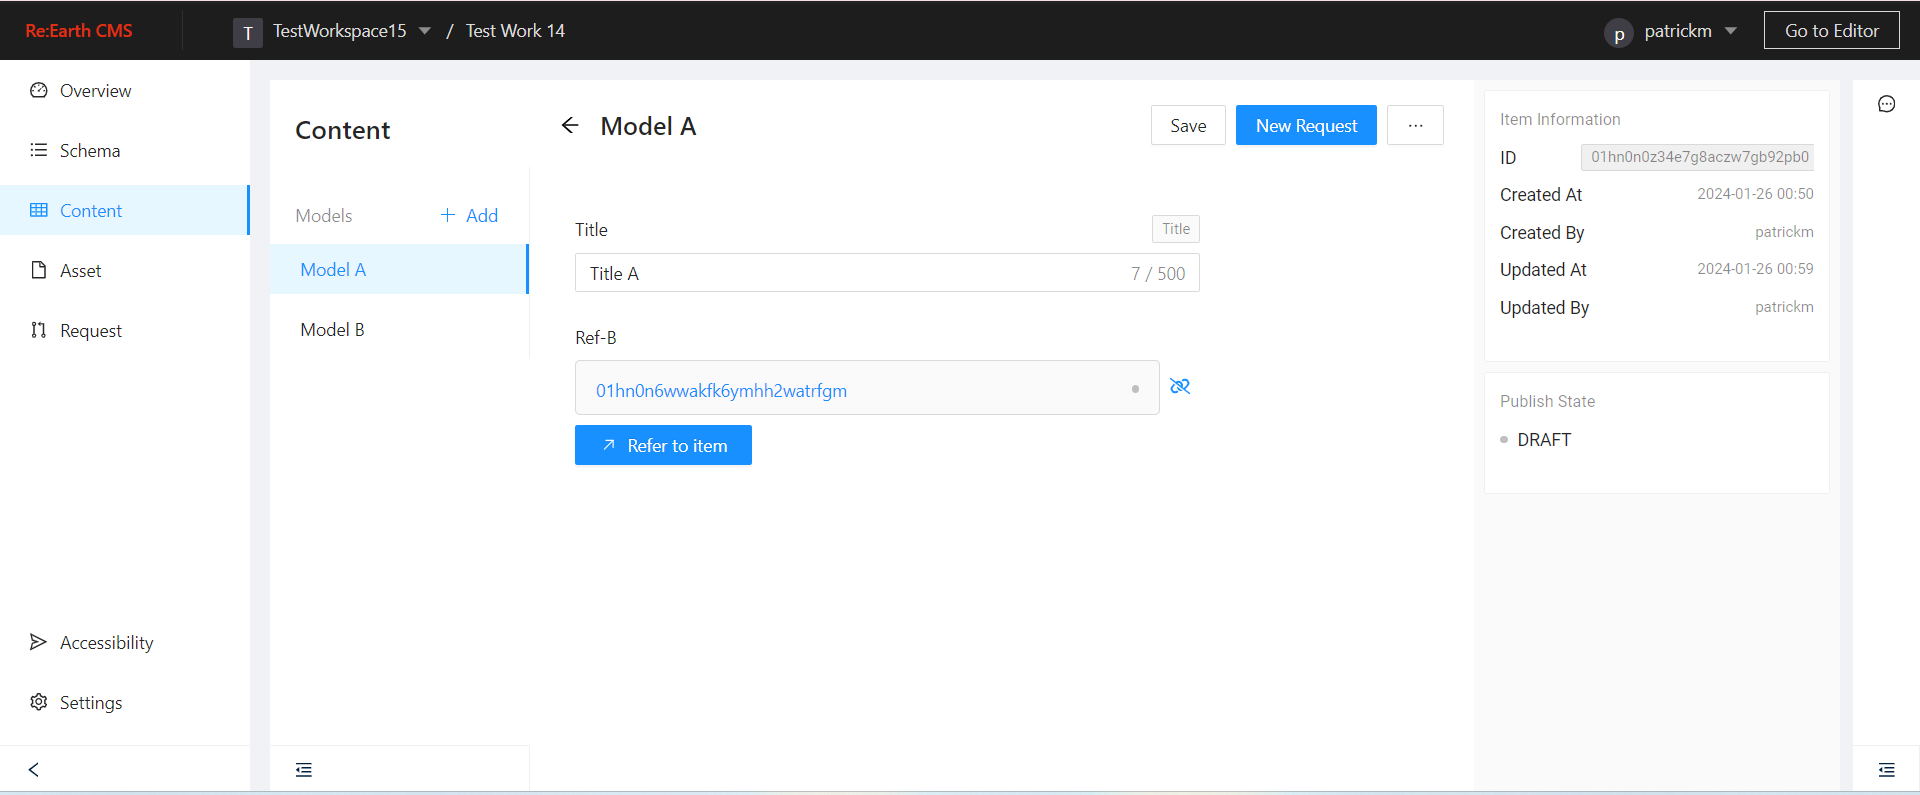 Re:Earth CMS
T TestWorkspace15 / Test Work 14
p patrickm
Go to Editor
Overview
Schema
Content
Asset
Request
Accessibility
Settings
Content
Models
+ Add
Model A
Model B
← Model A
Save
New Request
...
Title
Title
Title A
7 / 500
Ref-B
01hn0n6wwakfk6ymhh2watrfgm
Refer to item
Item Information
ID 01hn0n0z34e7g8aczw7gb92pb0
Created At 2024-01-26 00:50
Created By patrickm
Updated At 2024-01-26 00:59
Updated By patrickm
Publish State
DRAFT